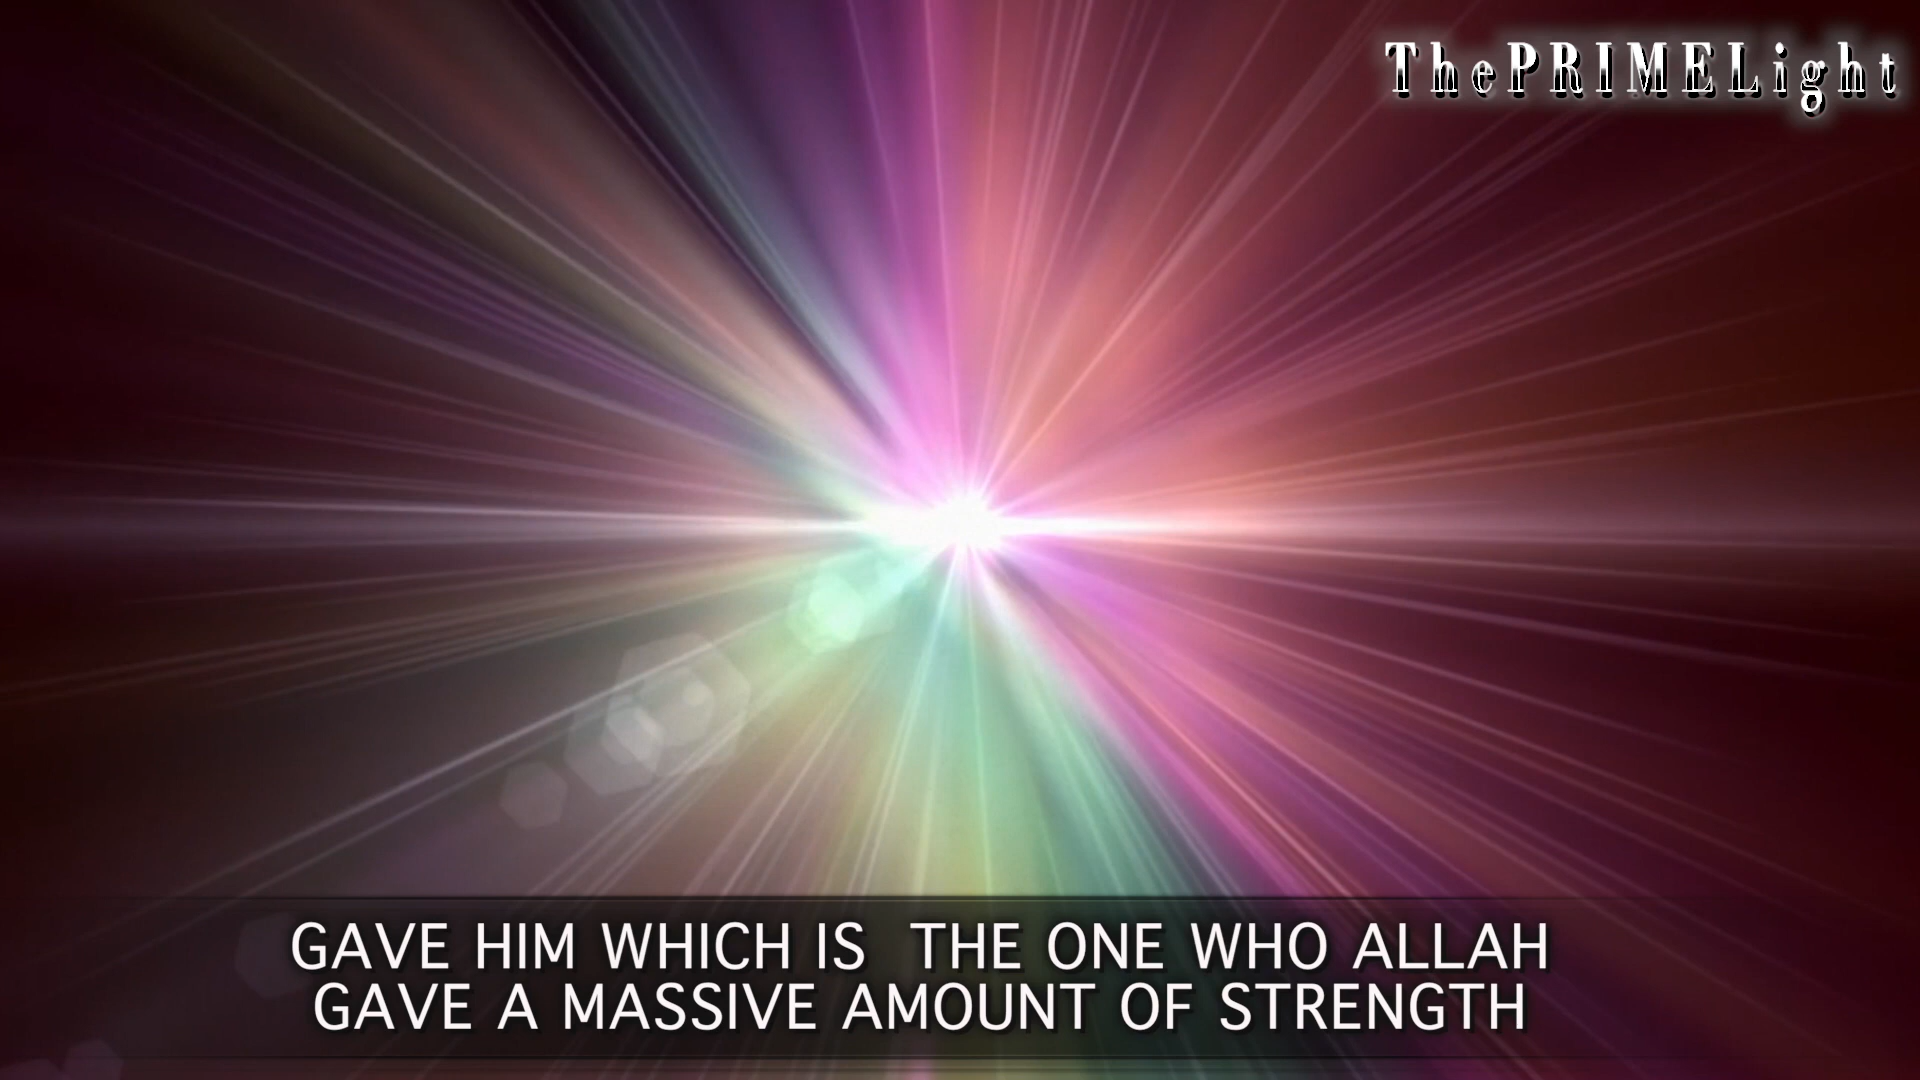 ThePRIMELight
GAVE HIM WHICH IS  THE ONE WHO ALLAH
GAVE A MASSIVE AMOUNT OF STRENGTH